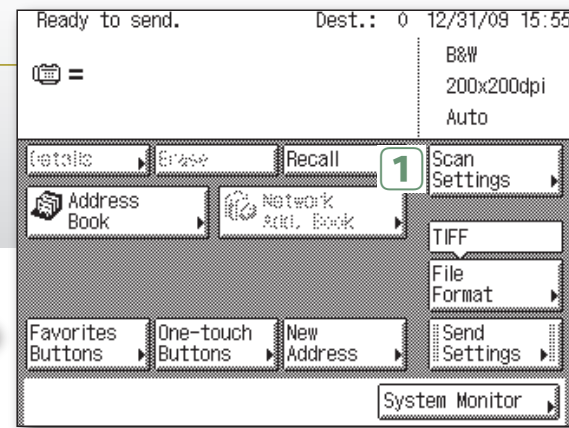 Ready to send. Dest.: 0 12/31/09 15:55
B&W
200x200dpi
Auto
=
Details
Erase
Recall
1
Scan
Settings
Address
Book
Network
Add. Book
TIFF
File
Format
Favorites
Buttons
One-touch
Buttons
New
Address
Send
Settings
System Monitor